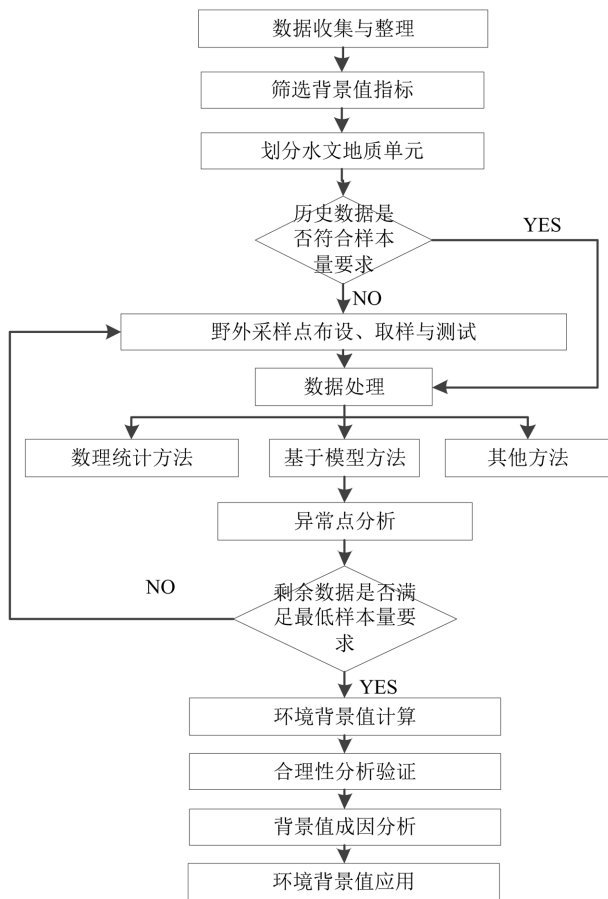 数据收集与整理
筛选背景值指标
划分水文地质单元
历史数据是
否符合样本
量要求
YES
NO
野外采样点布设、取样与测试
数据处理
数理统计方法
基于模型方法
其他方法
异常点分析
NO
剩余数据是否满
足最低样本量要
求
YES
环境背景值计算
合理性分析验证
背景值成因分析
环境背景值应用